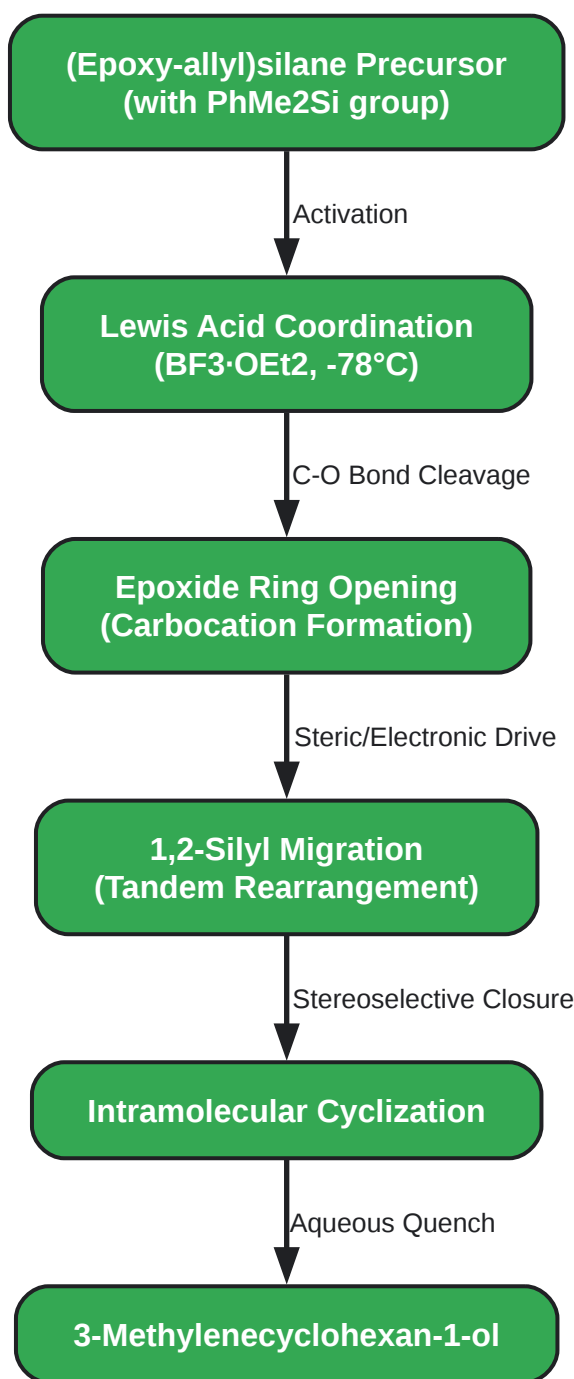 (Epoxy-allyl)silane Precursor
(with PhMe2Si group)
Activation
Lewis Acid Coordination
(BF3·OEt2, -78°C)
C-O Bond Cleavage
Epoxide Ring Opening
(Carbocation Formation)
Steric/Electronic Drive
1,2-Silyl Migration
(Tandem Rearrangement)
Stereoselective Closure
Intramolecular Cyclization
Aqueous Quench
3-Methylenecyclohexan-1-ol